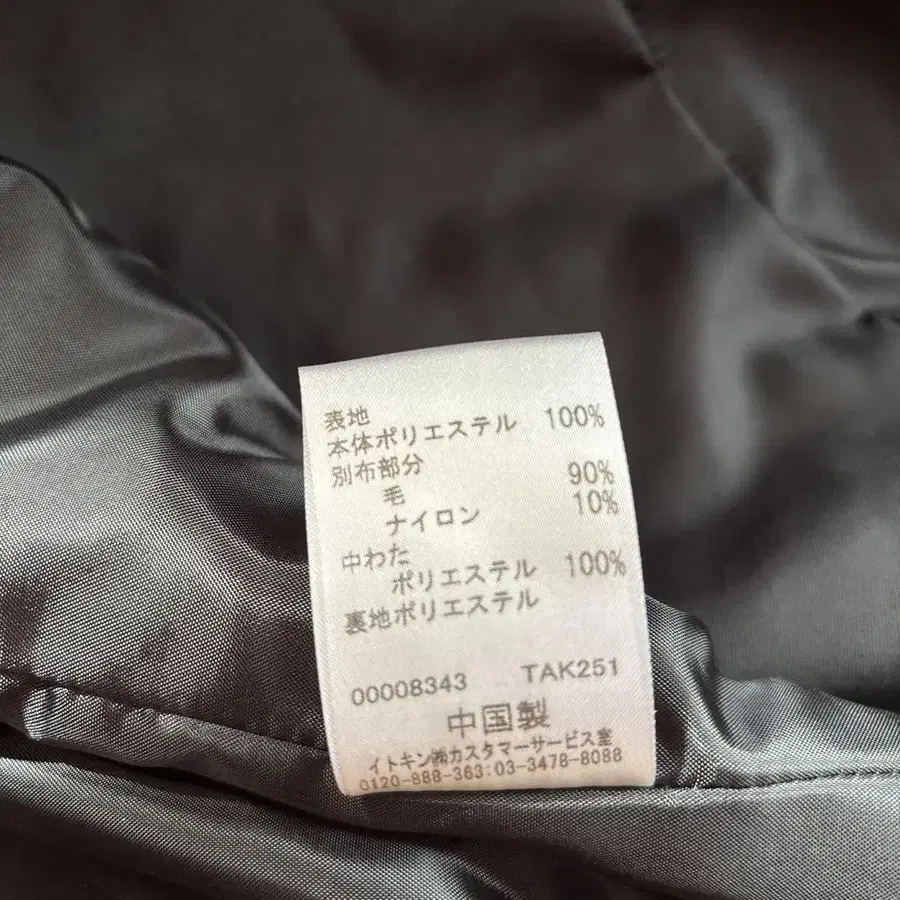 表地
本体ポリエステル 100%
別布部分
毛 90%
ナイロン 10%
中わた
ポリエステル 100%
裏地ポリエステル
00008343 TAK251
中国製
イトキン㈱カスタマーサービス室
0120-888-363:03-3478-8088